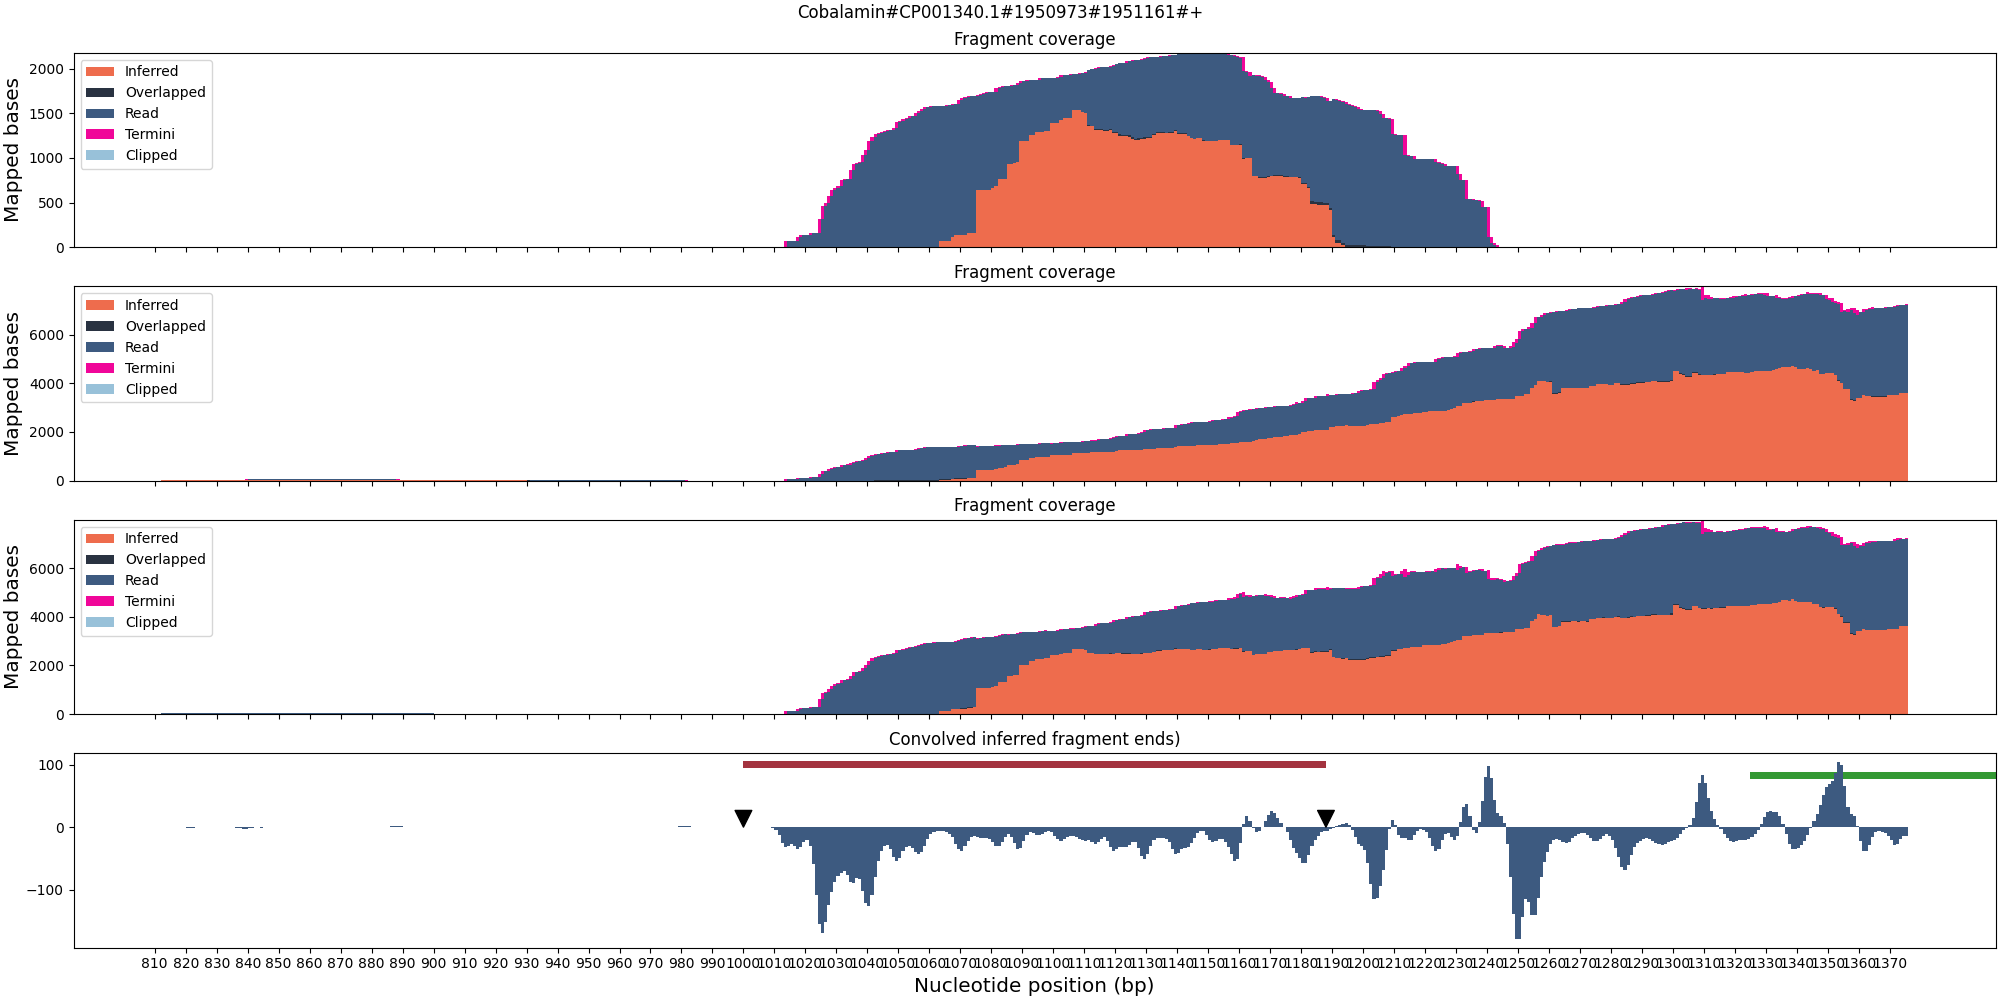 Cobalamin#CP001340.1#1950973#1951161#+
Fragment coverage
Mapped bases
2000
1500
1000
500
0
Inferred
Overlapped
Read
Termini
Clipped
Fragment coverage
Mapped bases
6000
4000
2000
0
Inferred
Overlapped
Read
Termini
Clipped
Fragment coverage
Mapped bases
6000
4000
2000
0
Inferred
Overlapped
Read
Termini
Clipped
Convolved inferred fragment ends)
100
0
−100
810 820 830 840 850 860 870 880 890 900 910 920 930 940 950 960 970 980 990 1000 1010 1020 1030 1040 1050 1060 1070 1080 1090 1100 1110 1120 1130 1140 1150 1160 1170 1180 1190 1200 1210 1220 1230 1240 1250 1260 1270 1280 1290 1300 1310 1320 1330 1340 1350 1360 1370
Nucleotide position (bp)